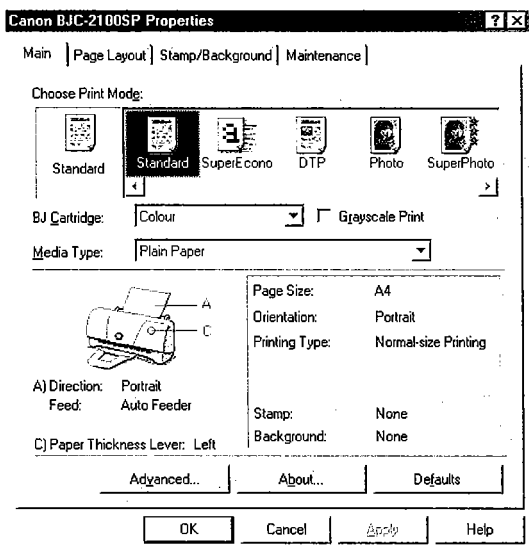 Canon BJC-2100SP Properties
Main Page Layout Stamp/Background Maintenance
Choose Print Mode:
Standard Standard SuperEcono DTP Photo SuperPhoto
BJ Cartridge: Colour Grayscale Print
Media Type: Plain Paper
A
C
A) Direction: Portrait
Feed: Auto Feeder
C) Paper Thickness Lever: Left
Page Size: A4
Orientation: Portrait
Printing Type: Normal-size Printing
Stamp: None
Background: None
Advanced... About... Defaults
OK Cancel Apply Help